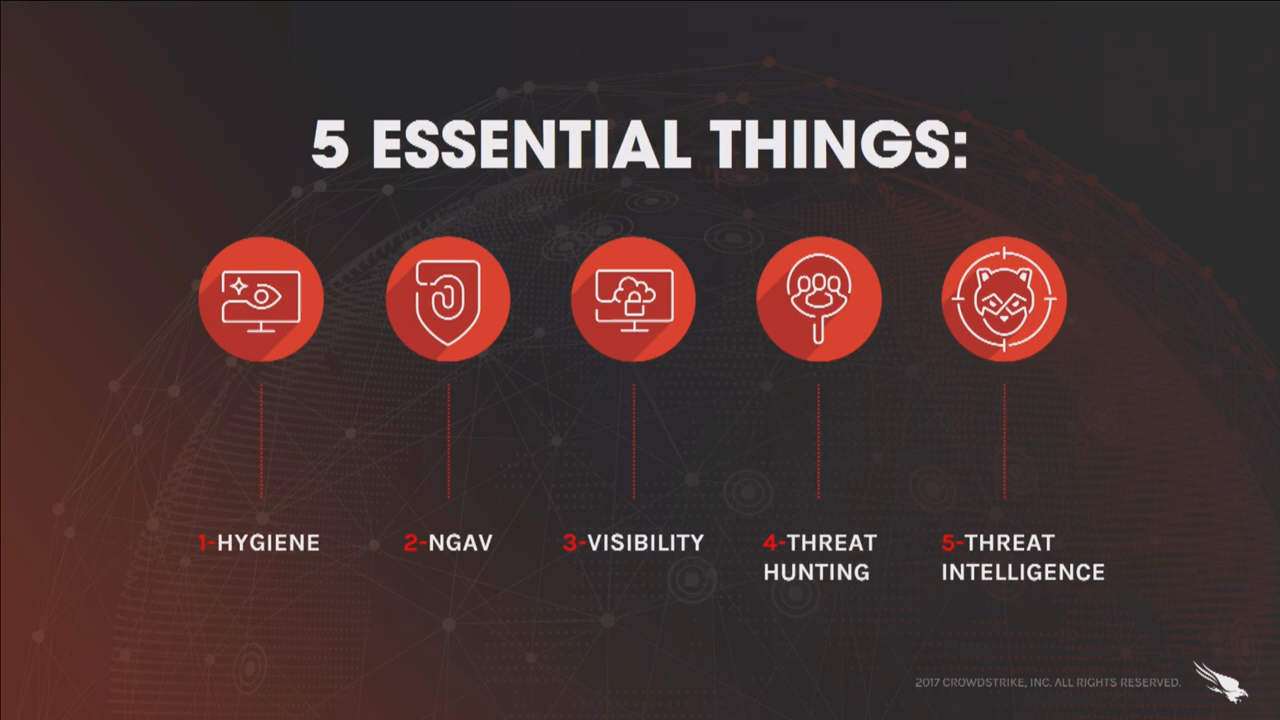 5 ESSENTIAL THINGS:
1-HYGIENE
2-NGAV
3-VISIBILITY
4-THREAT
HUNTING
5-THREAT
INTELLIGENCE
2017 CROWDSTRIKE, INC. ALL RIGHTS RESERVED.